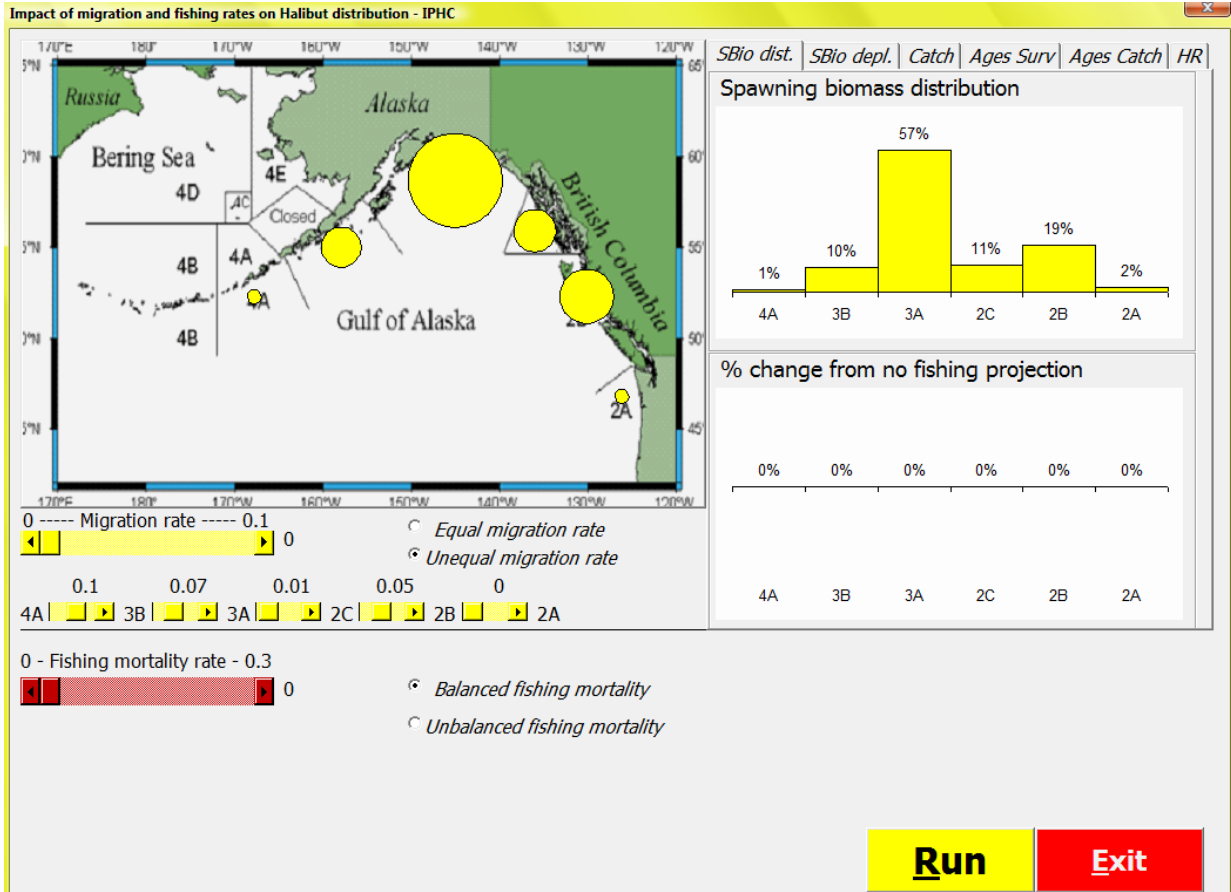 Impact of migration and fishing rates on Halibut distribution - IPHC
170°E 180° 170°W 160°W 150°W 140°W 130°W 120°W
Russia
Alaska
Bering Sea
4D
4E
4C
Closed
British Columbia
4B
4A
4A
Gulf of Alaska
4B
2A
65°
60°
55°
50°
45°
170°E 180° 170°W 160°W 150°W 140°W 130°W 120°W
0 ----- Migration rate ----- 0.1
0
Equal migration rate
Unequal migration rate
0.1 0.07 0.01 0.05 0
4A 3B 3A 2C 2B 2A
0 - Fishing mortality rate - 0.3
0
Balanced fishing mortality
Unbalanced fishing mortality
SBio dist. SBio depl. Catch Ages Surv Ages Catch HR
Spawning biomass distribution
1% 10% 57% 11% 19% 2%
4A 3B 3A 2C 2B 2A
% change from no fishing projection
0% 0% 0% 0% 0% 0%
4A 3B 3A 2C 2B 2A
Run
Exit